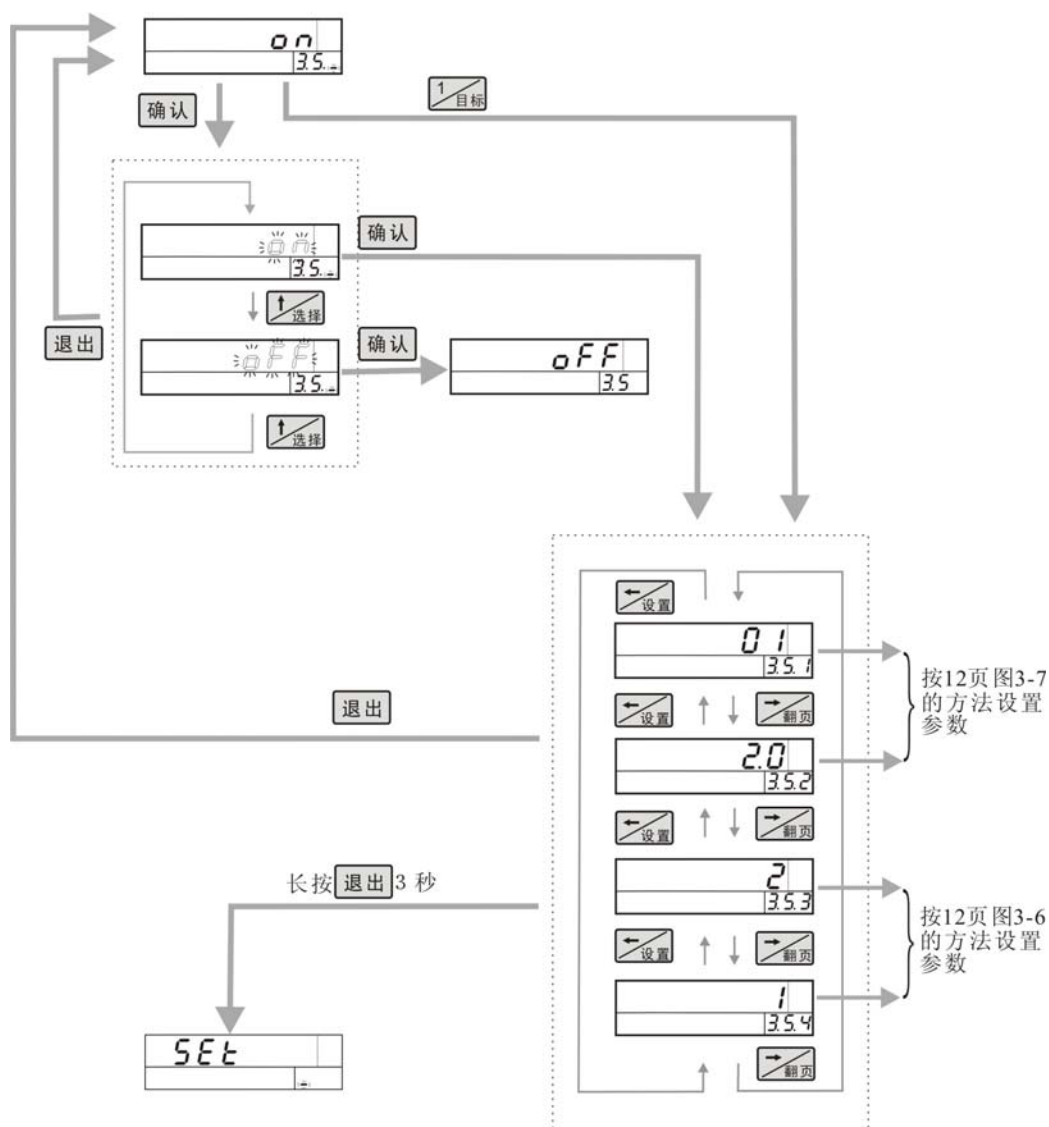 on
3.5.
1 目标
确认
on
3.5.
确认
↑ 选择
退出
oFF
3.5.
确认
oFF
3.5
↑ 选择
← 设置
01
3.5.1
按12页图3-7
的方法设置
参数
← 设置
→ 翻页
退出
2.0
3.5.2
← 设置
→ 翻页
2
3.5.3
长按 退出 3 秒
按12页图3-6
的方法设置
参数
← 设置
→ 翻页
1
3.5.4
SEt
→ 翻页